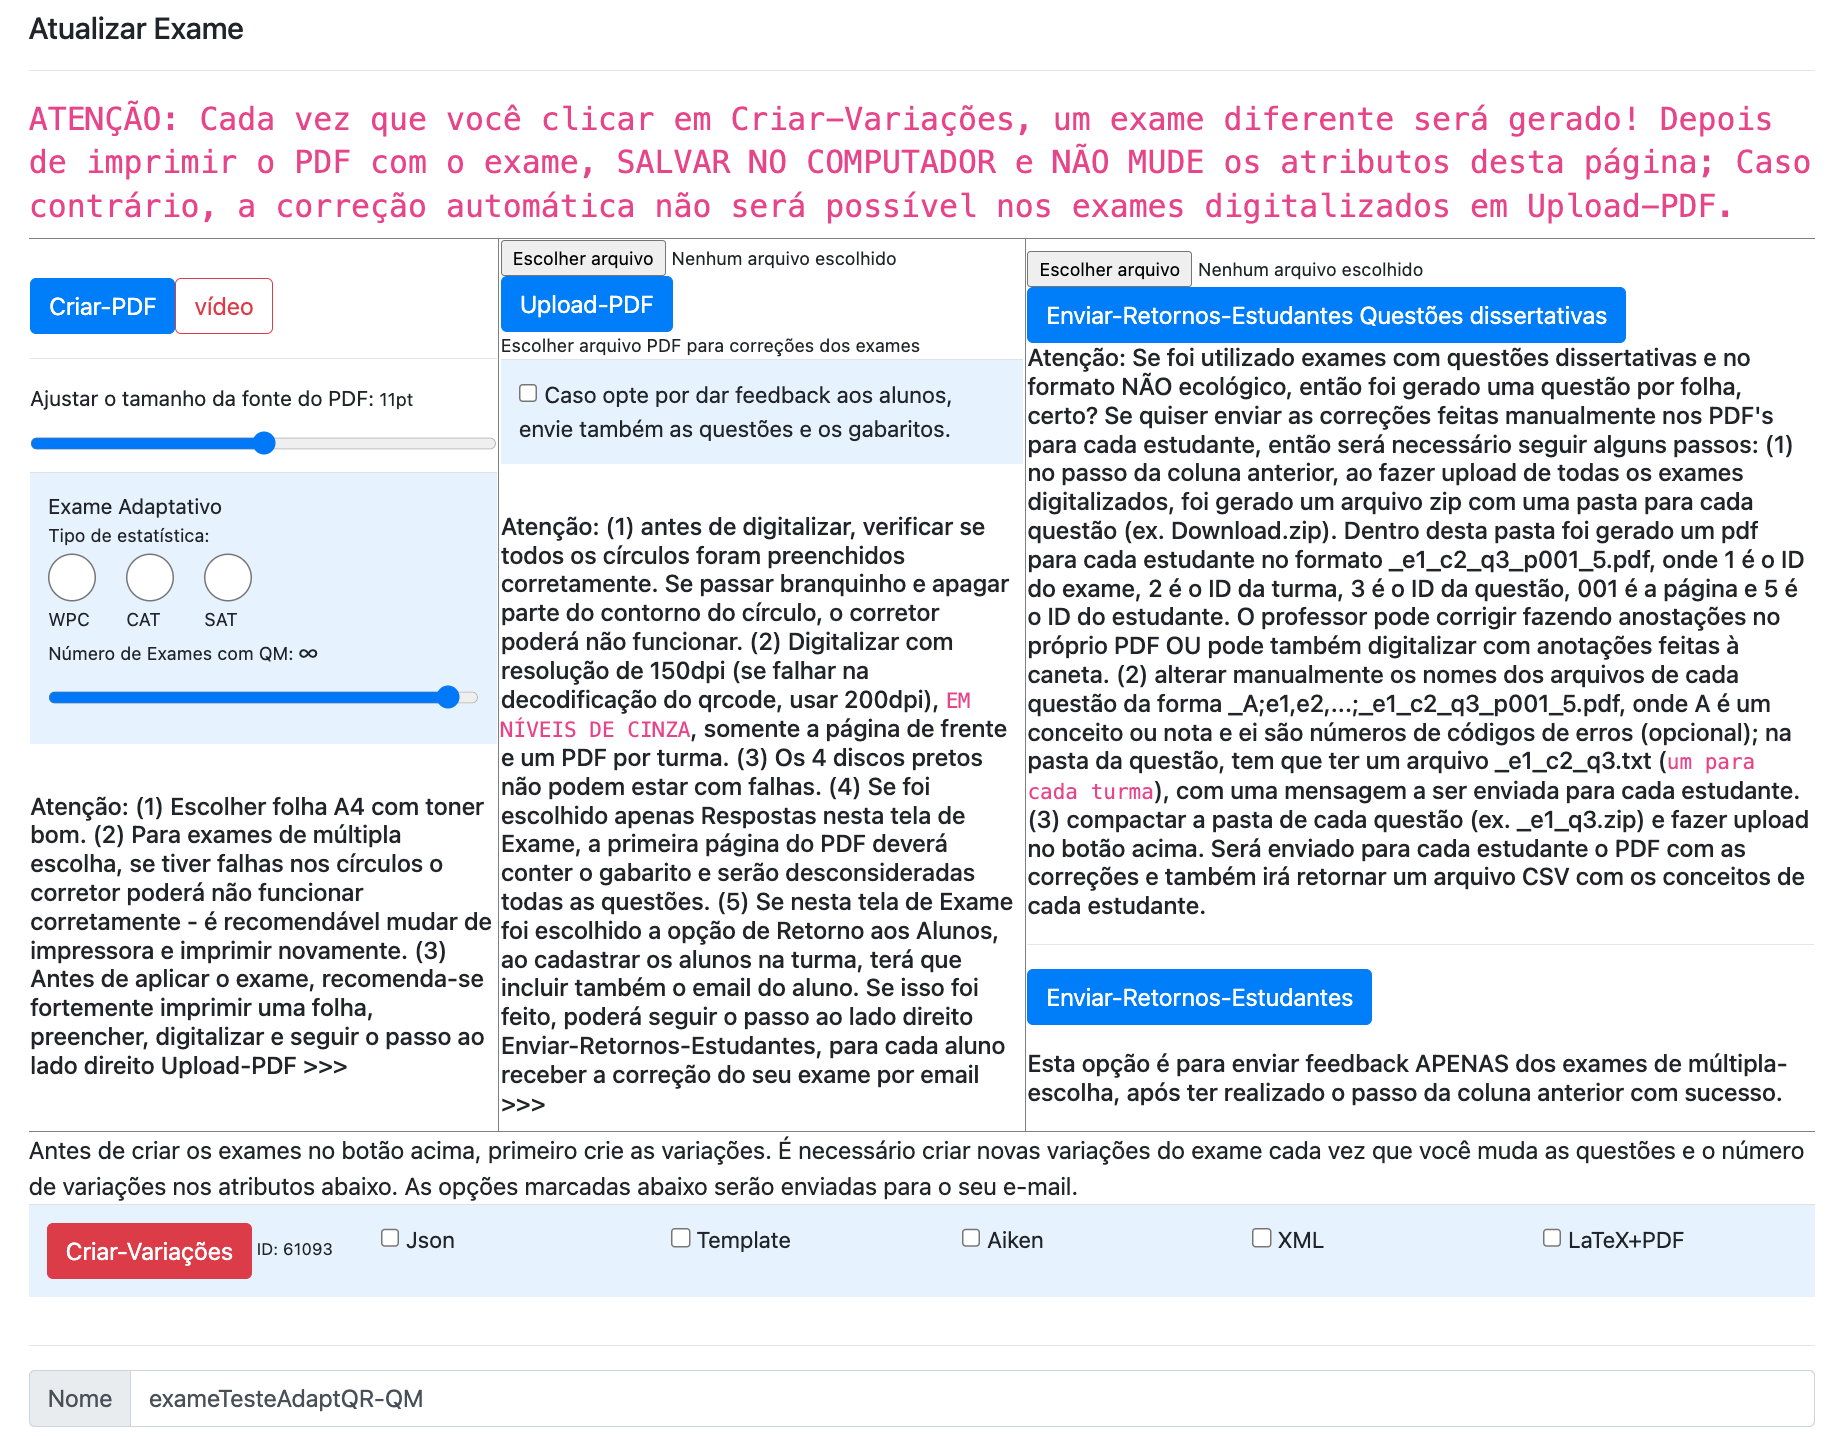 Atualizar Exame
ATENÇÃO: Cada vez que você clicar em Criar-Variações, um exame diferente será gerado! Depois
de imprimir o PDF com o exame, SALVAR NO COMPUTADOR e NÃO MUDE os atributos desta página; Caso
contrário, a correção automática não será possível nos exames digitalizados em Upload-PDF.
Criar-PDF vídeo
Ajustar o tamanho da fonte do PDF: 11pt
Exame Adaptativo
Tipo de estatística:
WPC CAT SAT
Número de Exames com QM: ∞
Atenção: (1) Escolher folha A4 com toner
bom. (2) Para exames de múltipla
escolha, se tiver falhas nos círculos o
corretor poderá não funcionar
corretamente - é recomendável mudar de
impressora e imprimir novamente. (3)
Antes de aplicar o exame, recomenda-se
fortemente imprimir uma folha,
preencher, digitalizar e seguir o passo ao
lado direito Upload-PDF >>>
Escolher arquivo Nenhum arquivo escolhido
Upload-PDF
Escolher arquivo PDF para correções dos exames
Caso opte por dar feedback aos alunos,
envie também as questões e os gabaritos.
Atenção: (1) antes de digitalizar, verificar se
todos os círculos foram preenchidos
corretamente. Se passar branquinho e apagar
parte do contorno do círculo, o corretor
poderá não funcionar. (2) Digitalizar com
resolução de 150dpi (se falhar na
decodificação do qrcode, usar 200dpi), EM
NÍVEIS DE CINZA, somente a página de frente
e um PDF por turma. (3) Os 4 discos pretos
não podem estar com falhas. (4) Se foi
escolhido apenas Respostas nesta tela de
Exame, a primeira página do PDF deverá
conter o gabarito e serão desconsideradas
todas as questões. (5) Se nesta tela de Exame
foi escolhido a opção de Retorno aos Alunos,
ao cadastrar os alunos na turma, terá que
incluir também o email do aluno. Se isso foi
feito, poderá seguir o passo ao lado direito
Enviar-Retornos-Estudantes, para cada aluno
receber a correção do seu exame por email
>>>
Escolher arquivo Nenhum arquivo escolhido
Enviar-Retornos-Estudantes Questões dissertativas
Atenção: Se foi utilizado exames com questões dissertativas e no
formato NÃO ecológico, então foi gerado uma questão por folha,
certo? Se quiser enviar as correções feitas manualmente nos PDF's
para cada estudante, então será necessário seguir alguns passos: (1)
no passo da coluna anterior, ao fazer upload de todas os exames
digitalizados, foi gerado um arquivo zip com uma pasta para cada
questão (ex. Download.zip). Dentro desta pasta foi gerado um pdf
para cada estudante no formato _e1_c2_q3_p001_5.pdf, onde 1 é o ID
do exame, 2 é o ID da turma, 3 é o ID da questão, 001 é a página e 5 é
o ID do estudante. O professor pode corrigir fazendo anostações no
próprio PDF OU pode também digitalizar com anotações feitas à
caneta. (2) alterar manualmente os nomes dos arquivos de cada
questão da forma _A;e1,e2,...;_e1_c2_q3_p001_5.pdf, onde A é um
conceito ou nota e ei são números de códigos de erros (opcional); na
pasta da questão, tem que ter um arquivo _e1_c2_q3.txt (um para
cada turma), com uma mensagem a ser enviada para cada estudante.
(3) compactar a pasta de cada questão (ex. _e1_q3.zip) e fazer upload
no botão acima. Será enviado para cada estudante o PDF com as
correções e também irá retornar um arquivo CSV com os conceitos de
cada estudante.
Enviar-Retornos-Estudantes
Esta opção é para enviar feedback APENAS dos exames de múltipla-
escolha, após ter realizado o passo da coluna anterior com sucesso.
Antes de criar os exames no botão acima, primeiro crie as variações. É necessário criar novas variações do exame cada vez que você muda as questões e o número
de variações nos atributos abaixo. As opções marcadas abaixo serão enviadas para o seu e-mail.
Criar-Variações ID: 61093 Json Template Aiken XML LaTeX+PDF
Nome exameTesteAdaptQR-QM